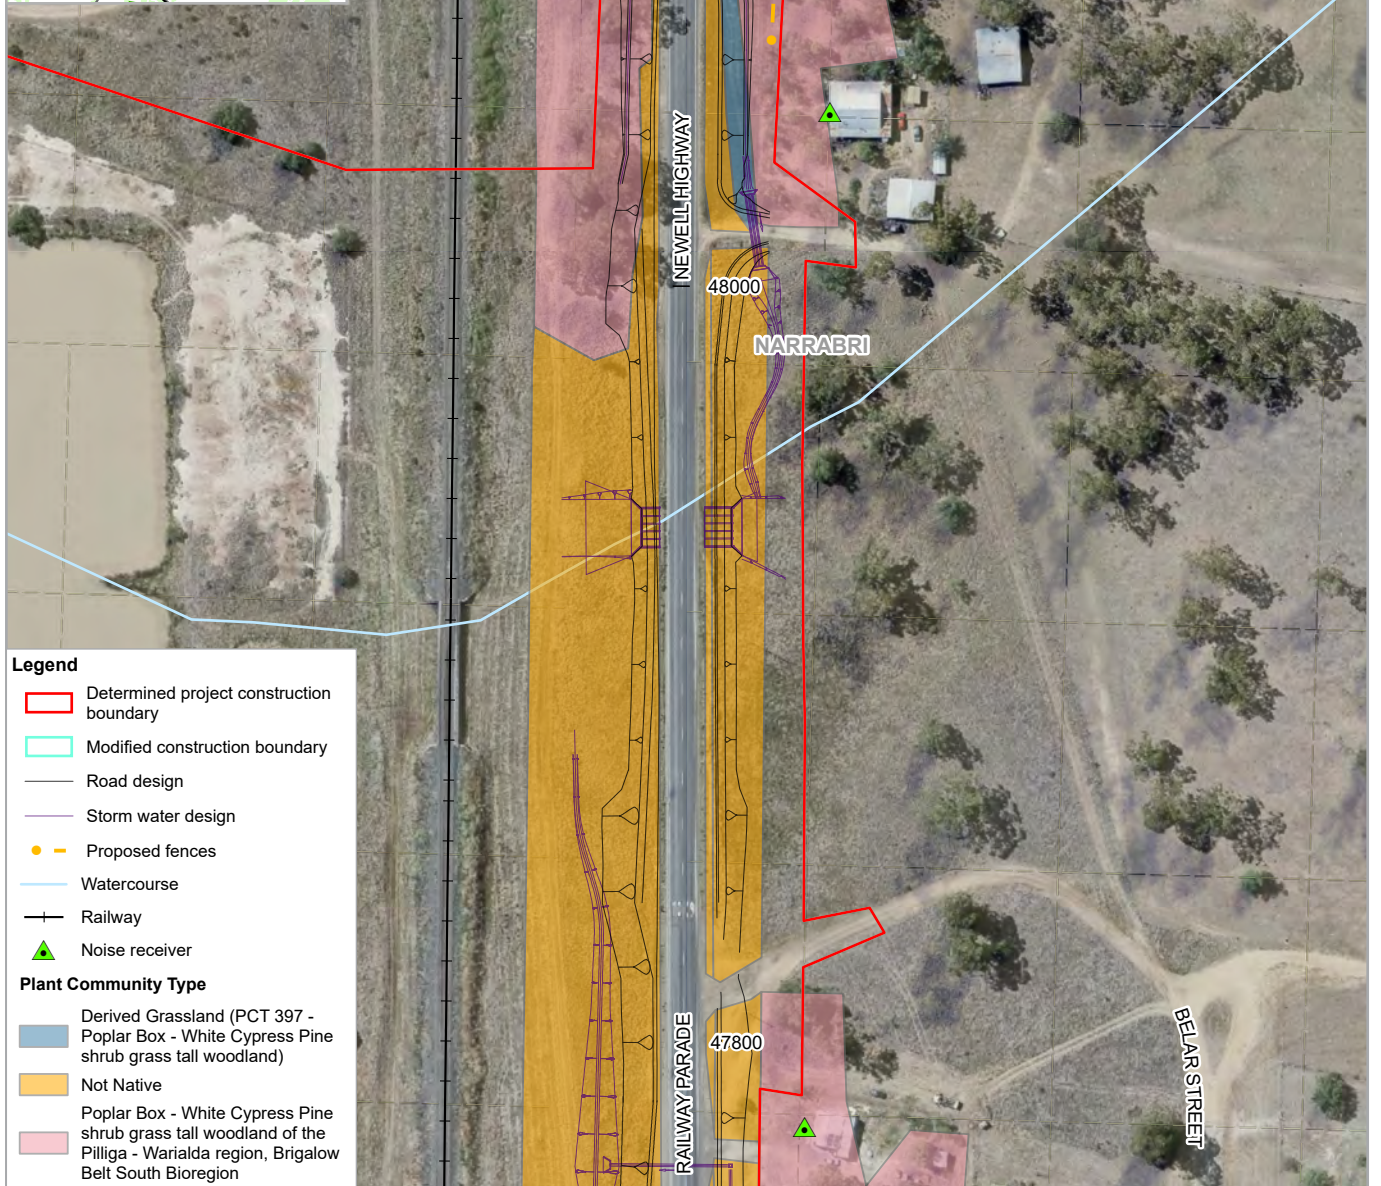 NEWELL HIGHWAY
48000
NARRABRI
47800
RAILWAY PARADE
BELAR STREET
Legend
Determined project construction
boundary
Modified construction boundary
Road design
Storm water design
Proposed fences
Watercourse
Railway
Noise receiver
Plant Community Type
Derived Grassland (PCT 397 -
Poplar Box - White Cypress Pine
shrub grass tall woodland)
Not Native
Poplar Box - White Cypress Pine
shrub grass tall woodland of the
Pilliga - Warialda region, Brigalow
Belt South Bioregion